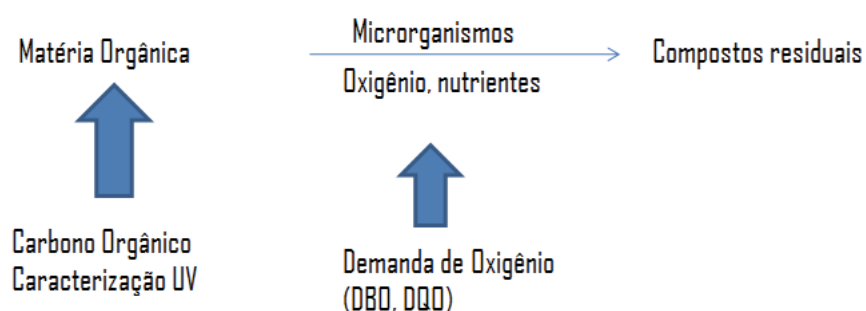 Matéria Orgânica
Microrganismos
Oxigênio, nutrientes
Compostos residuais
Carbono Orgânico
Caracterização UV
Demanda de Oxigênio
(DBO, DQO)